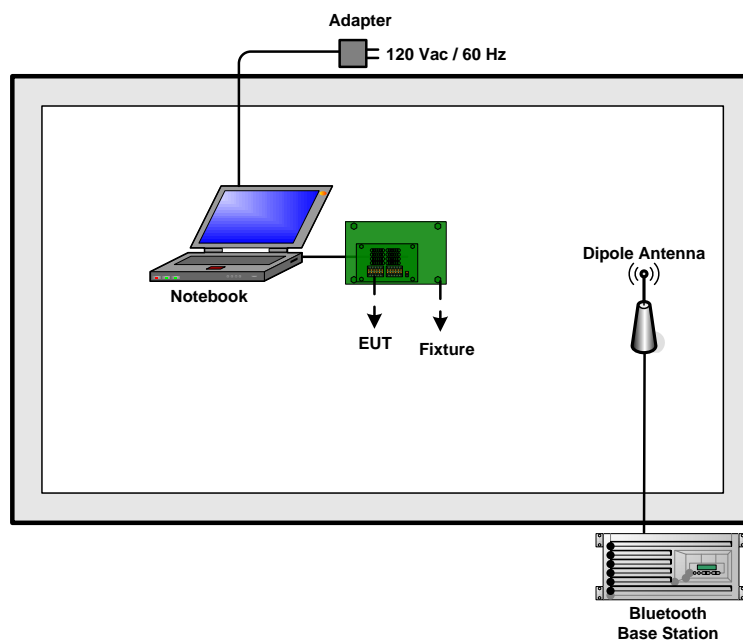 Adapter
120 Vac / 60 Hz
Dipole Antenna
Notebook
EUT
Fixture
Bluetooth
Base Station